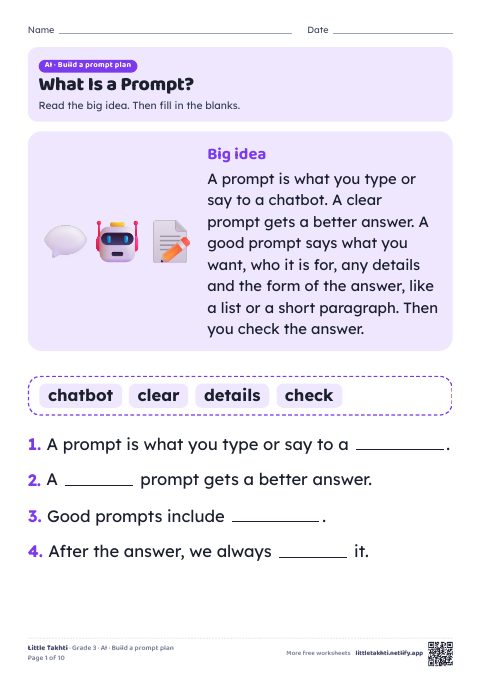 Name Date
AI · Build a prompt plan
What Is a Prompt?
Read the big idea. Then fill in the blanks.
Big idea
A prompt is what you type or
say to a chatbot. A clear
prompt gets a better answer. A
good prompt says what you
want, who it is for, any details
and the form of the answer, like
a list or a short paragraph. Then
you check the answer.
chatbot clear details check
1. A prompt is what you type or say to a ________.
2. A ________ prompt gets a better answer.
3. Good prompts include ________.
4. After the answer, we always ________ it.
Little Takhti · Grade 3 · AI · Build a prompt plan
Page 1 of 10
More free worksheets · littletakhti.netlify.app